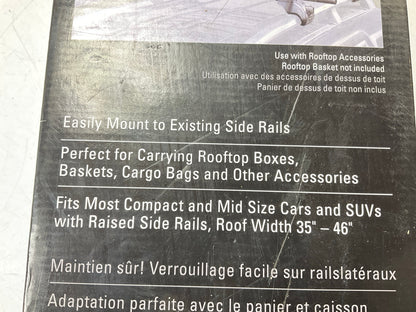 Use with Rooftop Accessories
Rooftop Basket not included
Utilisation avec des accessoires de dessus de toit
Panier de dessus de toit non inclus
Easily Mount to Existing Side Rails
Perfect for Carrying Rooftop Boxes,
Baskets, Cargo Bags and Other Accessories
Fits Most Compact and Mid Size Cars and SUVs
with Raised Side Rails, Roof Width 35" – 46"
Maintien sûr! Verrouillage facile sur railslatéraux
Adaptation parfaite avec le panier et caisson